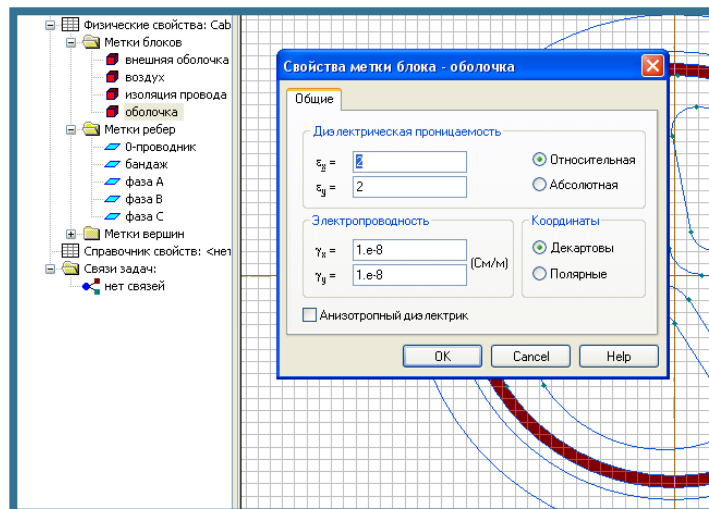 Физические свойства: Cab
Метки блоков
внешняя оболочка
воздух
изоляция провода
оболочка
Метки ребер
0-проводник
бандаж
фаза A
фаза B
фаза C
Метки вершин
Справочник свойств: <нет
Связи задач:
нет связей
Свойства метки блока - оболочка
Общие
Диэлектрическая проницаемость
εx = 2
εy = 2
Относительная
Абсолютная
Электропроводность
γx = 1.e-8
γy = 1.e-8
(См/м)
Координаты
Декартовы
Полярные
Анизотропный диэлектрик
OK Cancel Help